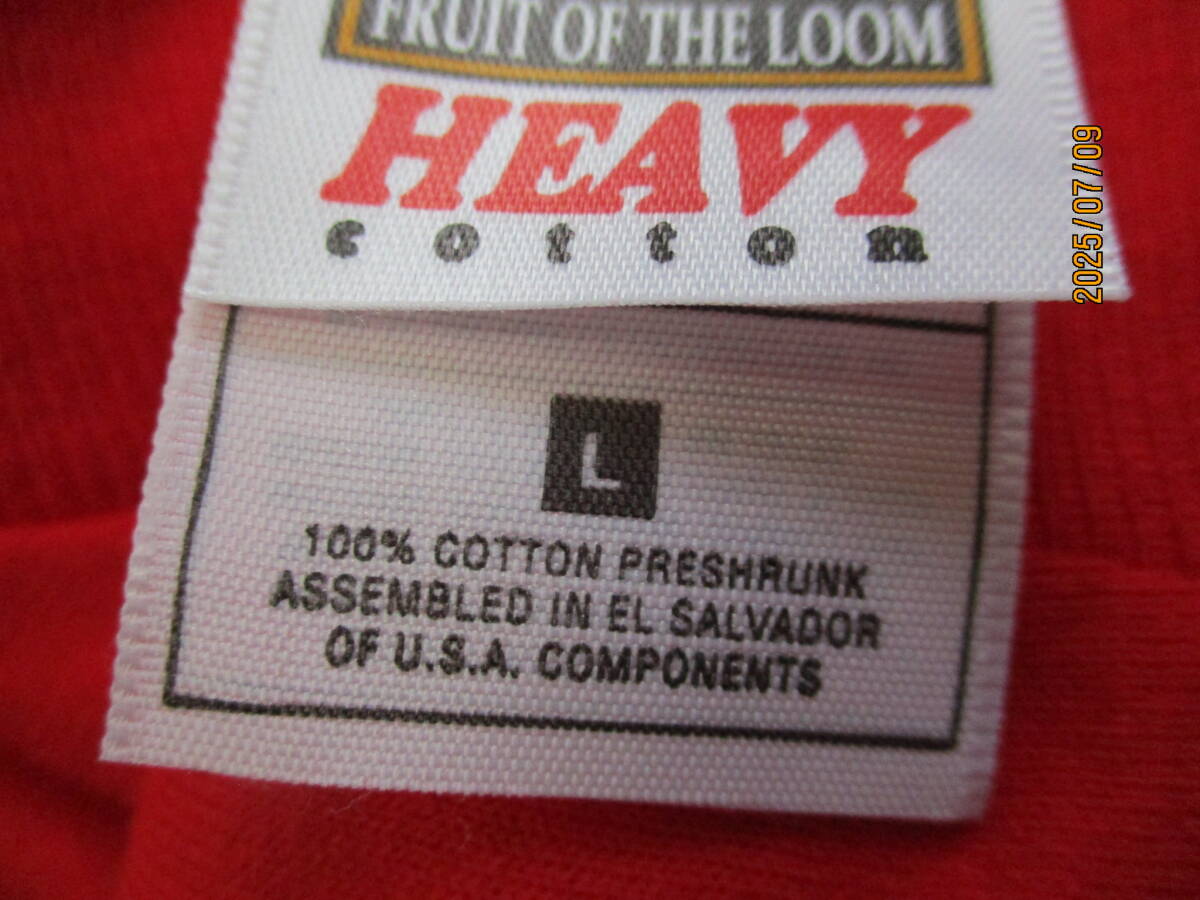 FRUIT OF THE LOOM
HEAVY
cotton
L
100% COTTON PRESHRUNK
ASSEMBLED IN EL SALVADOR
OF U.S.A. COMPONENTS
2025/07/09